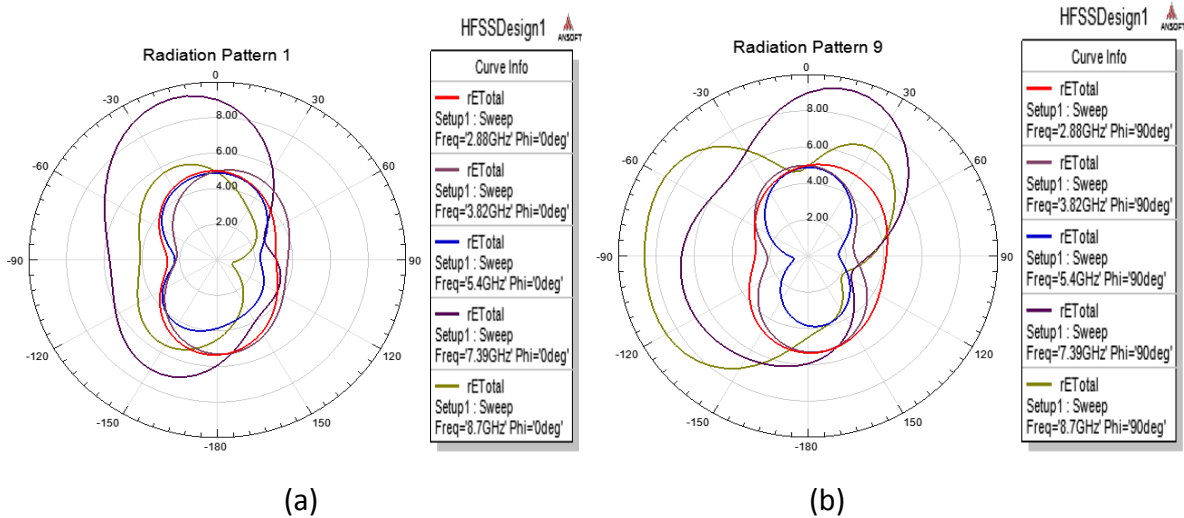 HFSSDesign1
ANSOFT
Radiation Pattern 1
Curve Info
rETotal
Setup1 : Sweep
Freq='2.88GHz' Phi='0deg'
rETotal
Setup1 : Sweep
Freq='3.82GHz' Phi='0deg'
rETotal
Setup1 : Sweep
Freq='5.4GHz' Phi='0deg'
rETotal
Setup1 : Sweep
Freq='7.39GHz' Phi='0deg'
rETotal
Setup1 : Sweep
Freq='8.7GHz' Phi='0deg'
0
-30
30
8.00
6.00
-60
60
4.00
2.00
-90
90
-120
120
-150
150
-180
(a)
HFSSDesign1
ANSOFT
Radiation Pattern 9
Curve Info
rETotal
Setup1 : Sweep
Freq='2.88GHz' Phi='90deg'
rETotal
Setup1 : Sweep
Freq='3.82GHz' Phi='90deg'
rETotal
Setup1 : Sweep
Freq='5.4GHz' Phi='90deg'
rETotal
Setup1 : Sweep
Freq='7.39GHz' Phi='90deg'
rETotal
Setup1 : Sweep
Freq='8.7GHz' Phi='90deg'
0
-30
30
8.00
6.00
-60
60
4.00
2.00
-90
90
-120
120
-150
150
-180
(b)